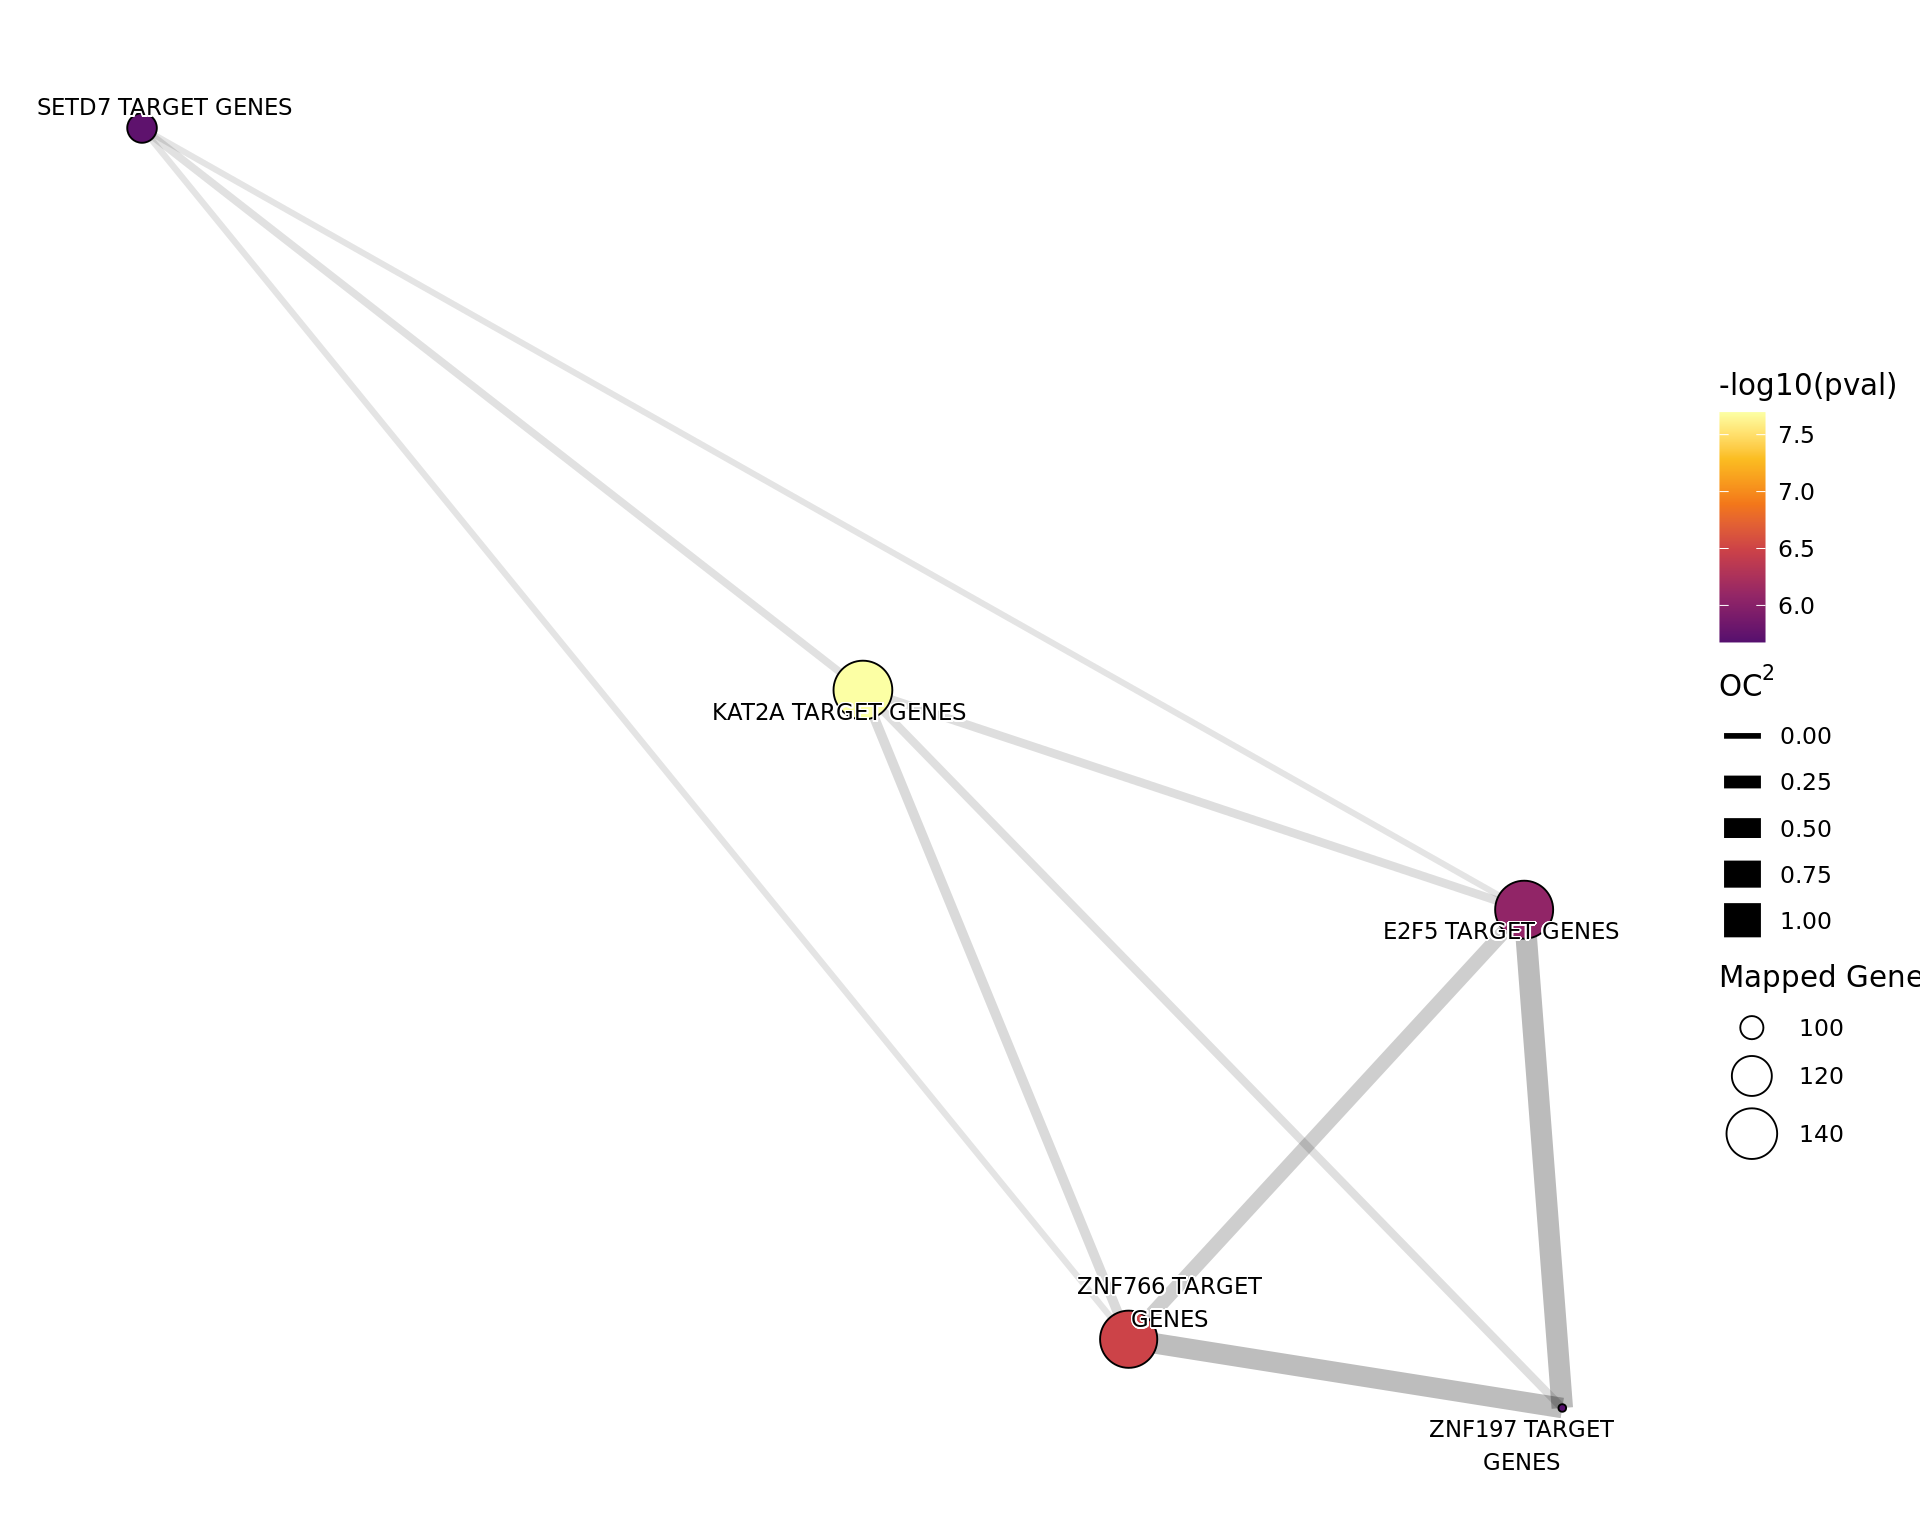 SETD7 TARGET GENES
KAT2A TARGET GENES
E2F5 TARGET GENES
ZNF766 TARGET
GENES
ZNF197 TARGET
GENES
-log10(pval)
7.5
7.0
6.5
6.0
OC²
0.00
0.25
0.50
0.75
1.00
Mapped Gene
100
120
140